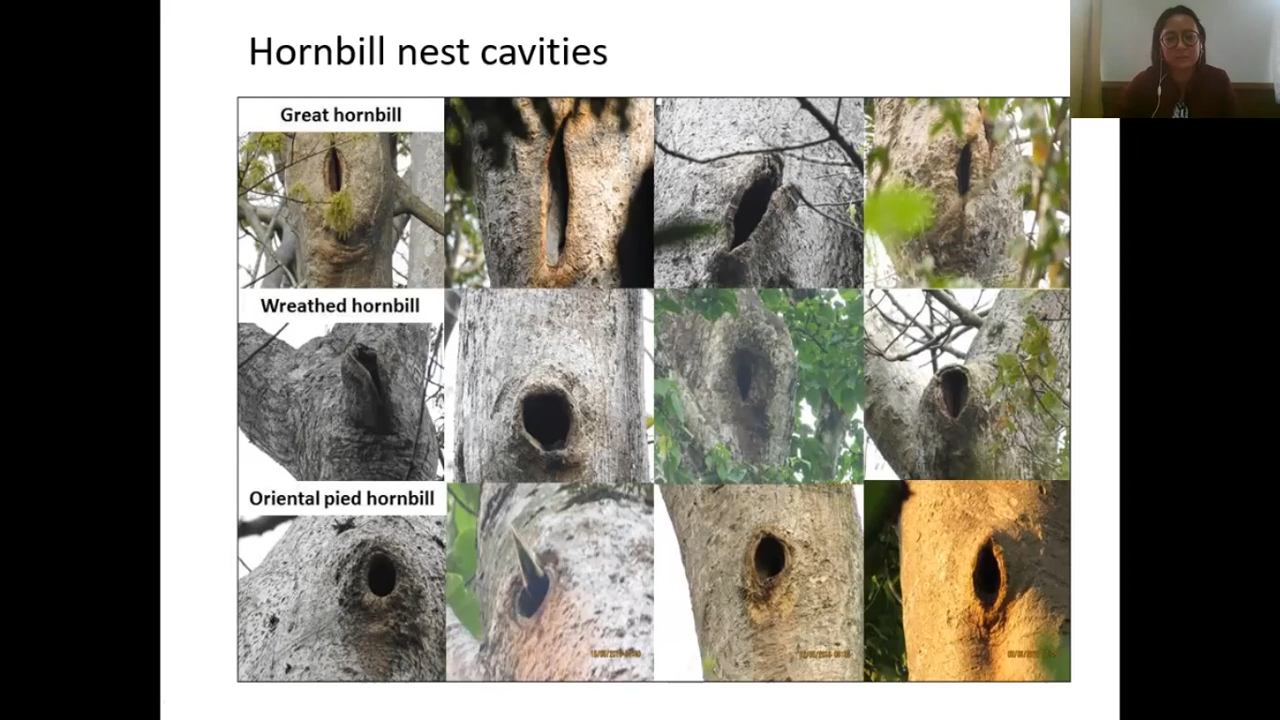 Hornbill nest cavities
Great hornbill
Wreathed hornbill
Oriental pied hornbill